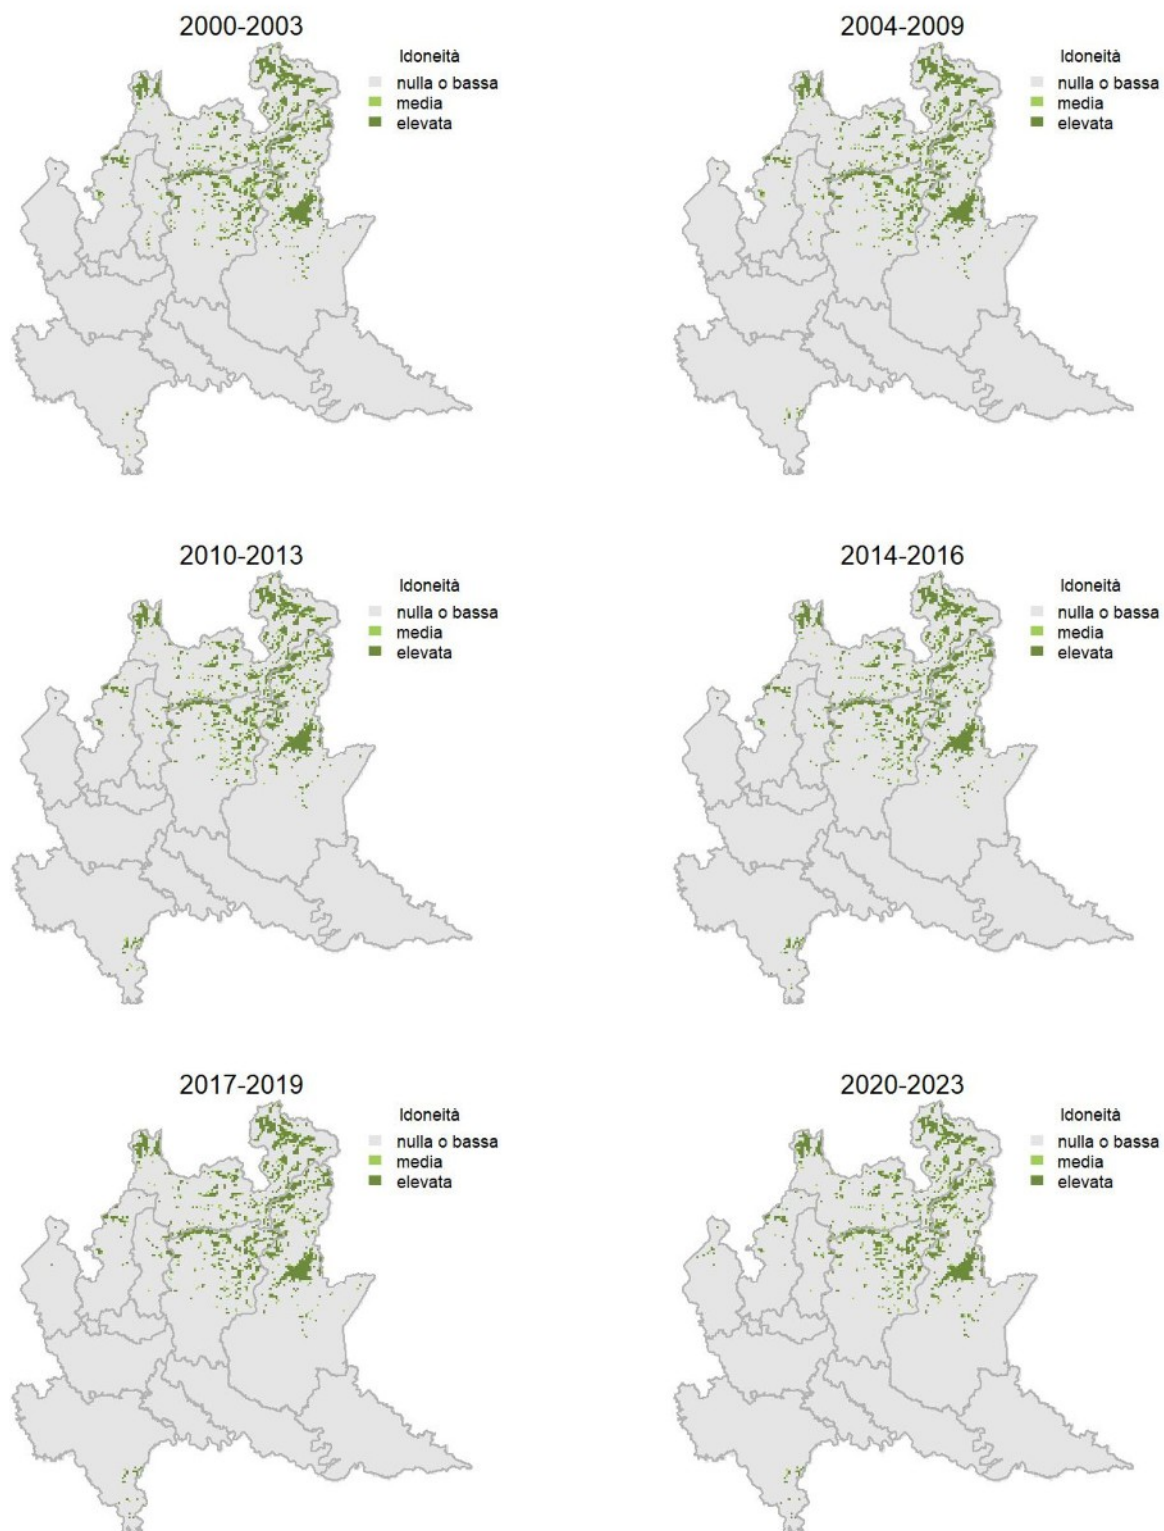 2000-2003
Idoneità
nulla o bassa
media
elevata
2004-2009
Idoneità
nulla o bassa
media
elevata
2010-2013
Idoneità
nulla o bassa
media
elevata
2014-2016
Idoneità
nulla o bassa
media
elevata
2017-2019
Idoneità
nulla o bassa
media
elevata
2020-2023
Idoneità
nulla o bassa
media
elevata